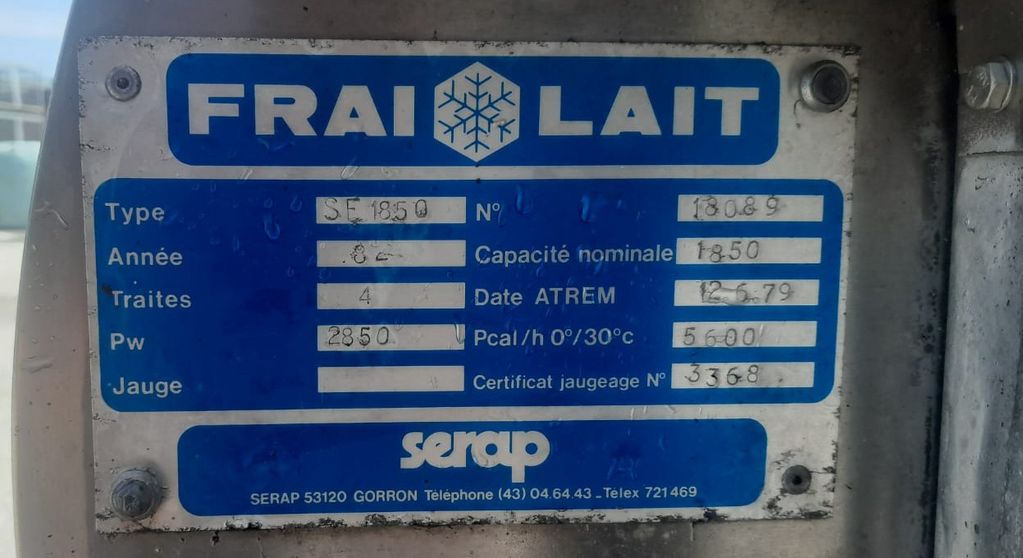 FRAI LAIT
Type SE 1850 N° 18089
Année 82 Capacité nominale 1850
Traites 4 Date ATREM 12.6.79
Pw 2850 Pcal/h 0°/30°c 5600
Jauge Certificat jaugeage N° 3368
serap
SERAP 53120 GORRON Téléphone (43) 04.64.43 _ Telex 721469